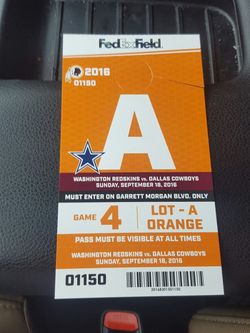 FedExField
2016
01150
A
WASHINGTON REDSKINS vs. DALLAS COWBOYS
SUNDAY, SEPTEMBER 18, 2016
MUST ENTER ON GARRETT MORGAN BLVD. ONLY
GAME 4
LOT - A
ORANGE
PASS MUST BE VISIBLE AT ALL TIMES
WASHINGTON REDSKINS vs. DALLAS COWBOYS
SUNDAY, SEPTEMBER 18, 2016
01150